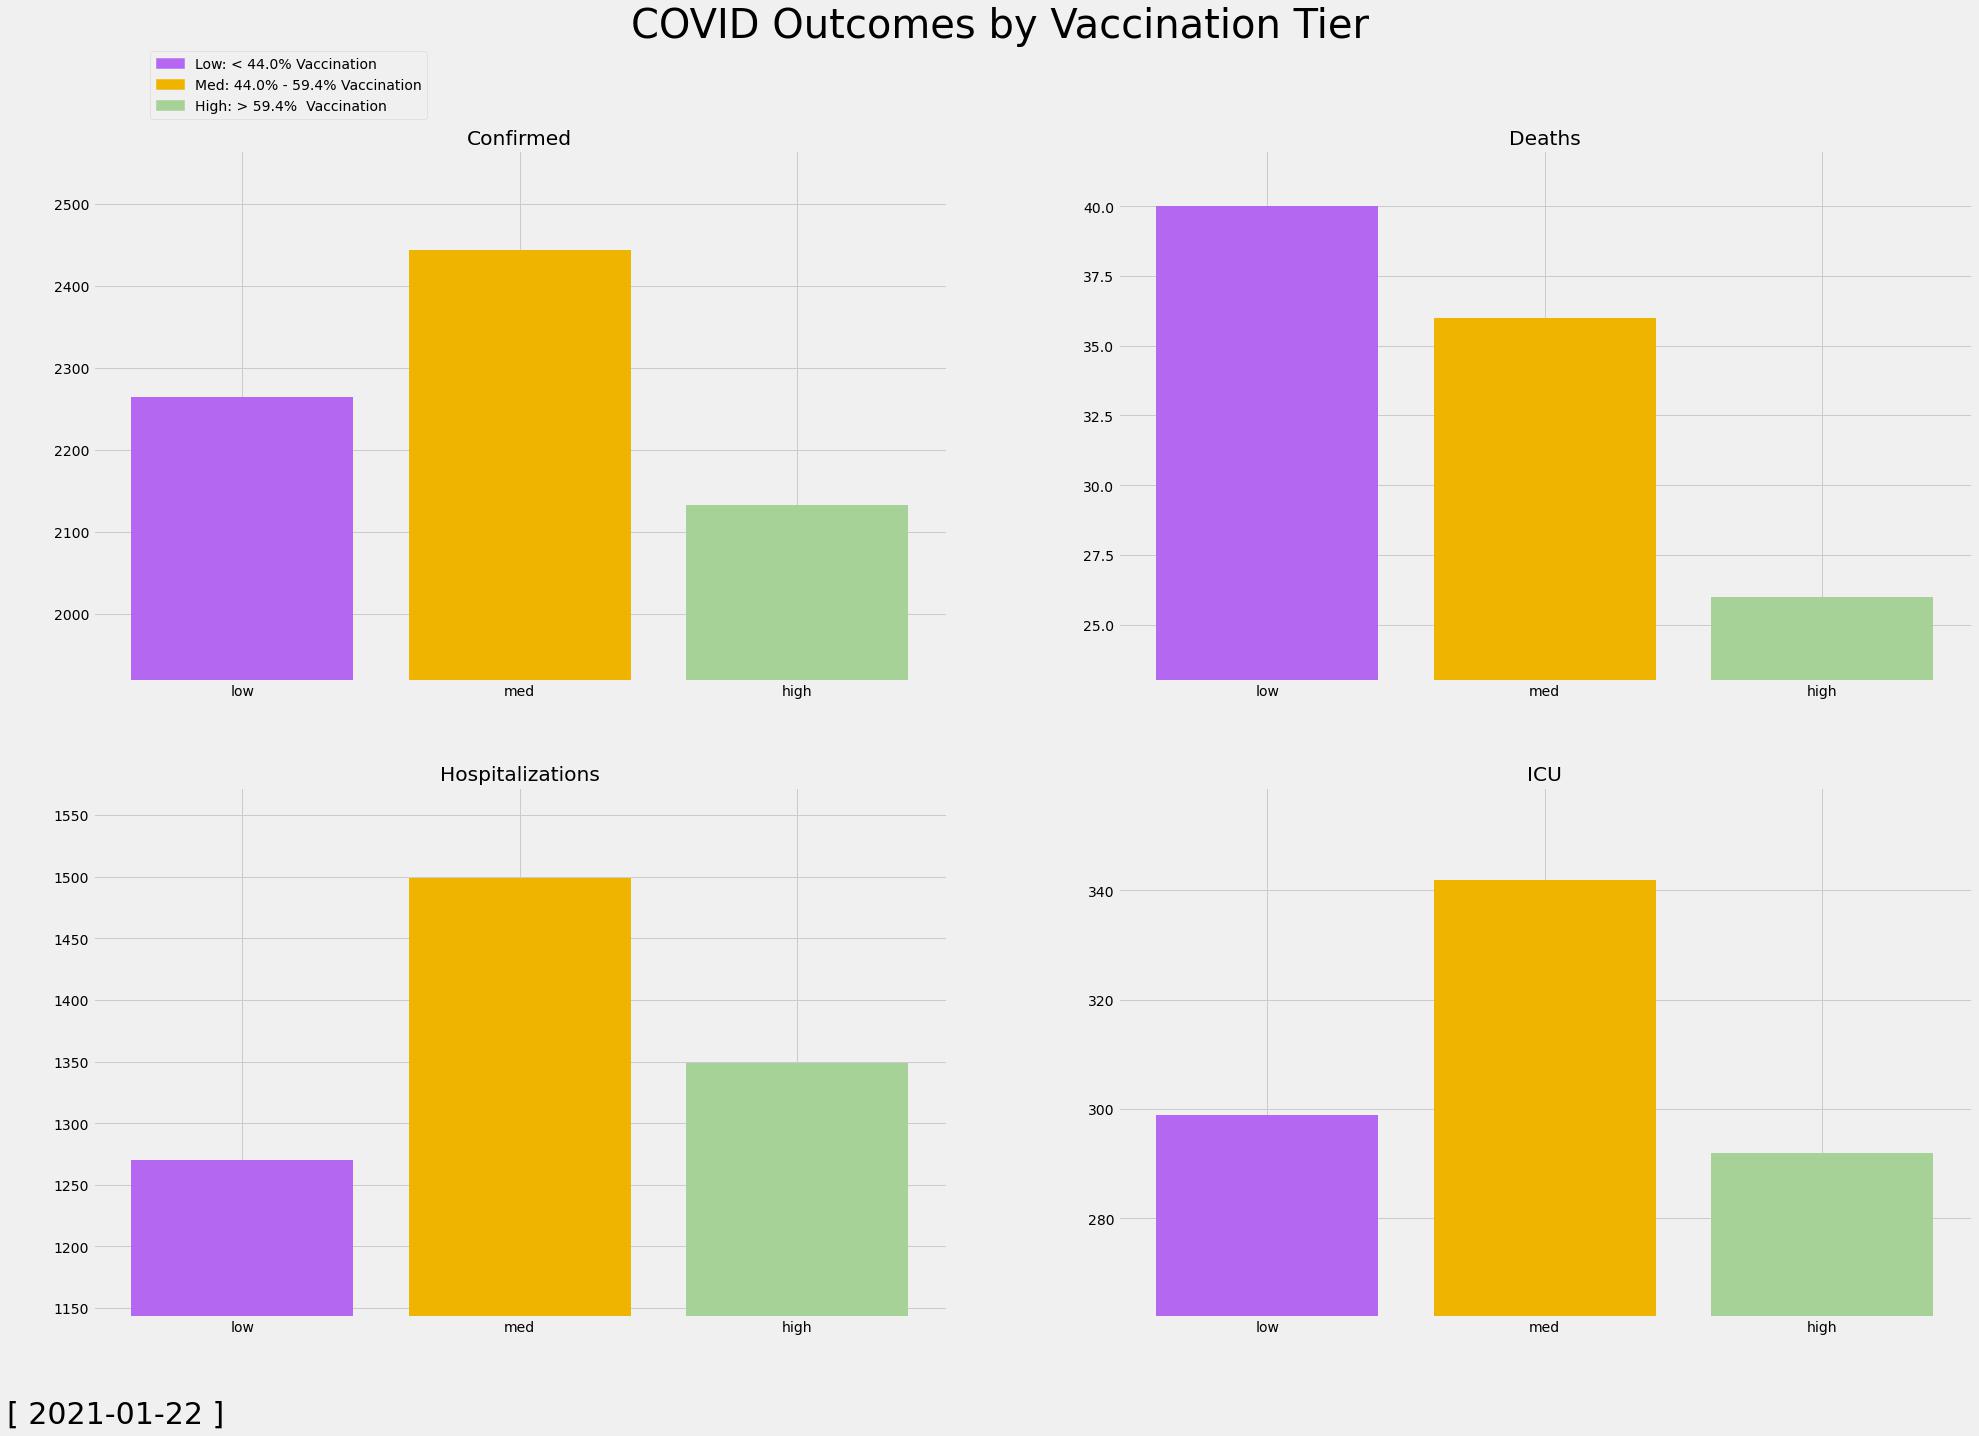 COVID Outcomes by Vaccination Tier
Low: < 44.0% Vaccination
Med: 44.0% - 59.4% Vaccination
High: > 59.4%  Vaccination
Confirmed
2500
2400
2300
2200
2100
2000
low med high
Deaths
40.0
37.5
35.0
32.5
30.0
27.5
25.0
low med high
Hospitalizations
1550
1500
1450
1400
1350
1300
1250
1200
1150
low med high
ICU
340
320
300
280
low med high
[ 2021-01-22 ]